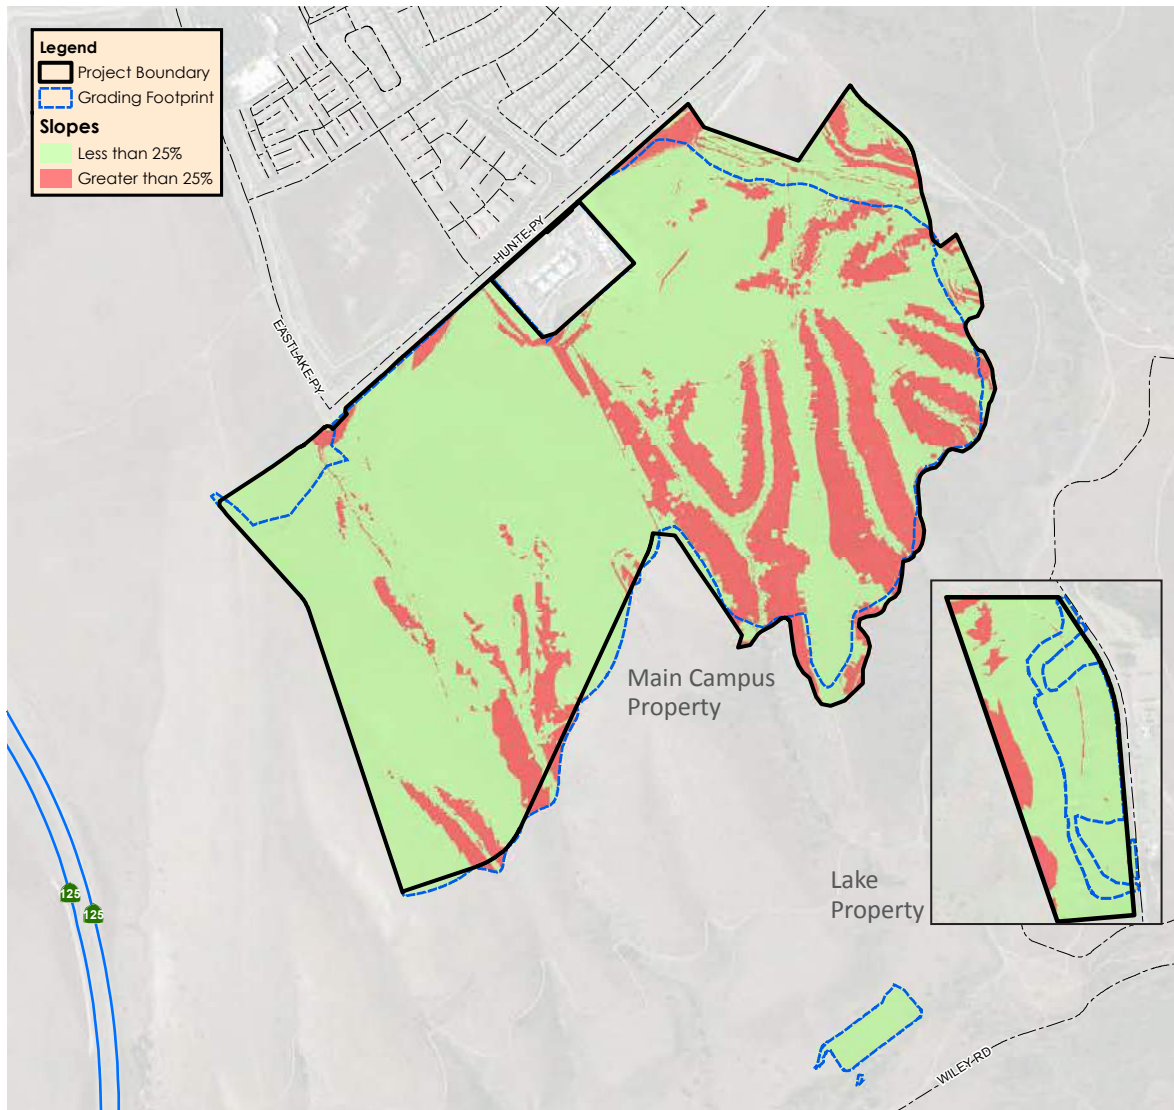 Legend
Project Boundary
Grading Footprint
Slopes
Less than 25%
Greater than 25%
HUNTE PY
EASTLAKE PY
Main Campus
Property
125
125
Lake
Property
WILEY RD